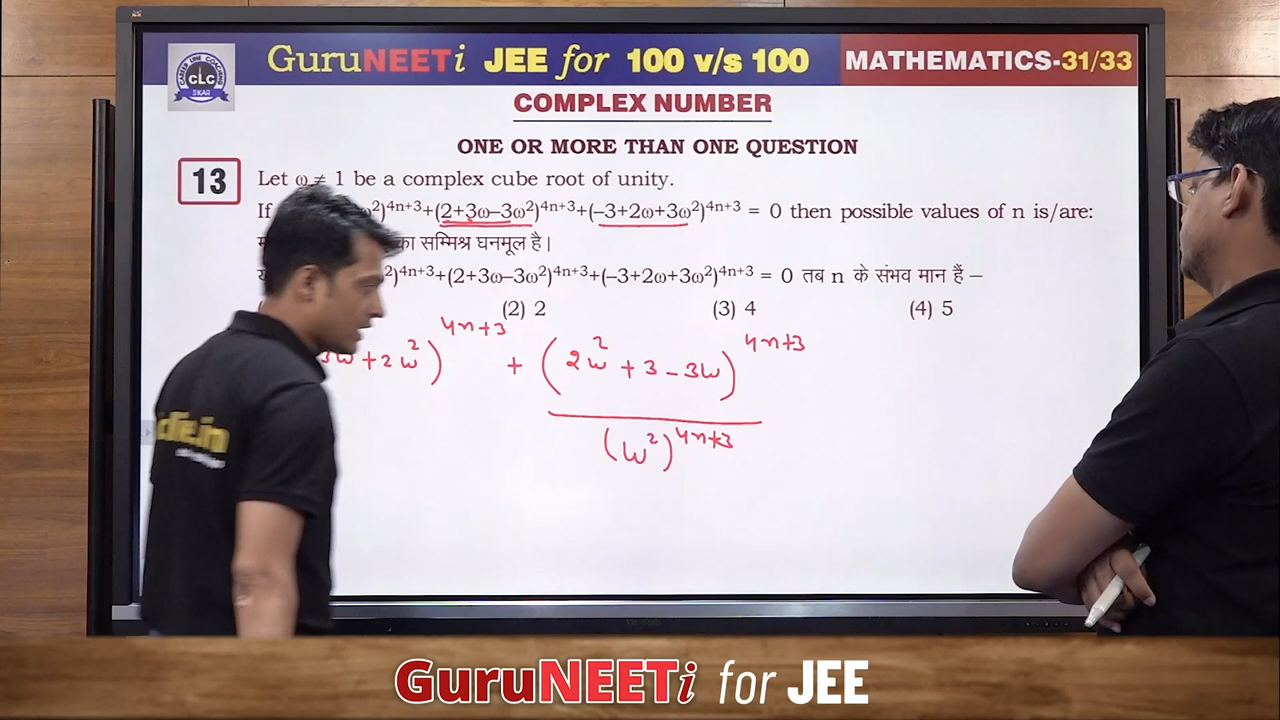 GuruNEETi JEE for 100 v/s 100
MATHEMATICS-31/33
CLC
SIKAR
COMPLEX NUMBER
ONE OR MORE THAN ONE QUESTION
13
Let ω ≠ 1 be a complex cube root of unity.
If ω²)⁴ⁿ⁺³+(2+3ω–3ω²)⁴ⁿ⁺³+(–3+2ω+3ω²)⁴ⁿ⁺³ = 0 then possible values of n is/are:
का सम्मिश्र घनमूल है।
ω²)⁴ⁿ⁺³+(2+3ω–3ω²)⁴ⁿ⁺³+(–3+2ω+3ω²)⁴ⁿ⁺³ = 0 तब n के संभव मान हैं –
(2) 2 (3) 4 (4) 5
3ω + 2ω²)⁴ⁿ⁺³ + (2ω² + 3 – 3ω)⁴ⁿ⁺³
(ω²)⁴ⁿ⁺³
GuruNEETi for JEE